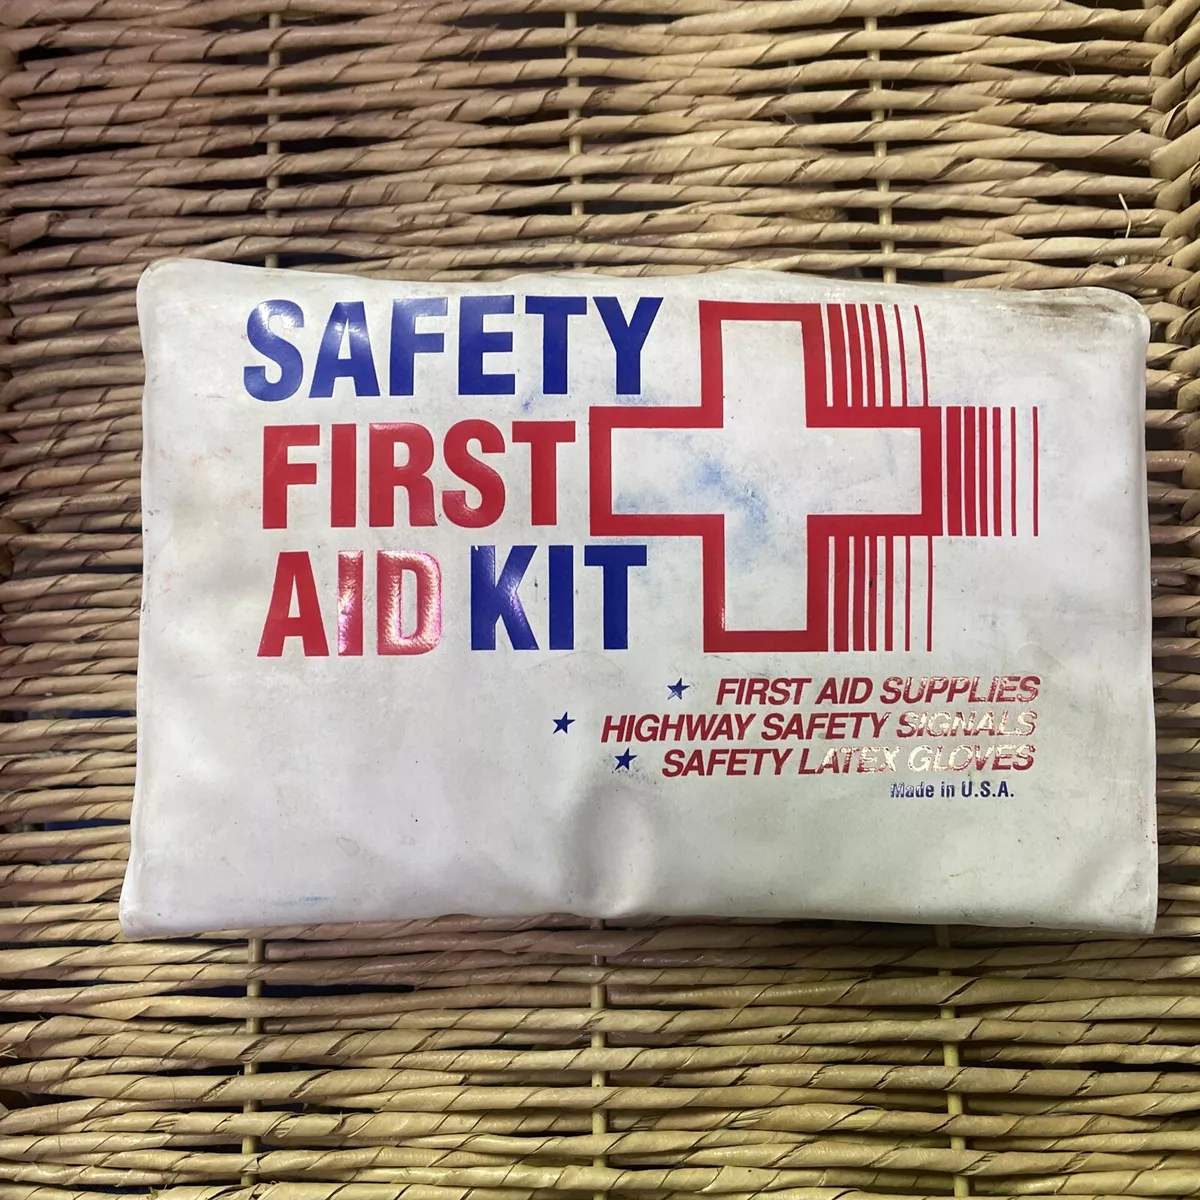 SAFETY
FIRST
AID KIT
★ FIRST AID SUPPLIES
★ HIGHWAY SAFETY SIGNALS
★ SAFETY LATEX GLOVES
Made in U.S.A.